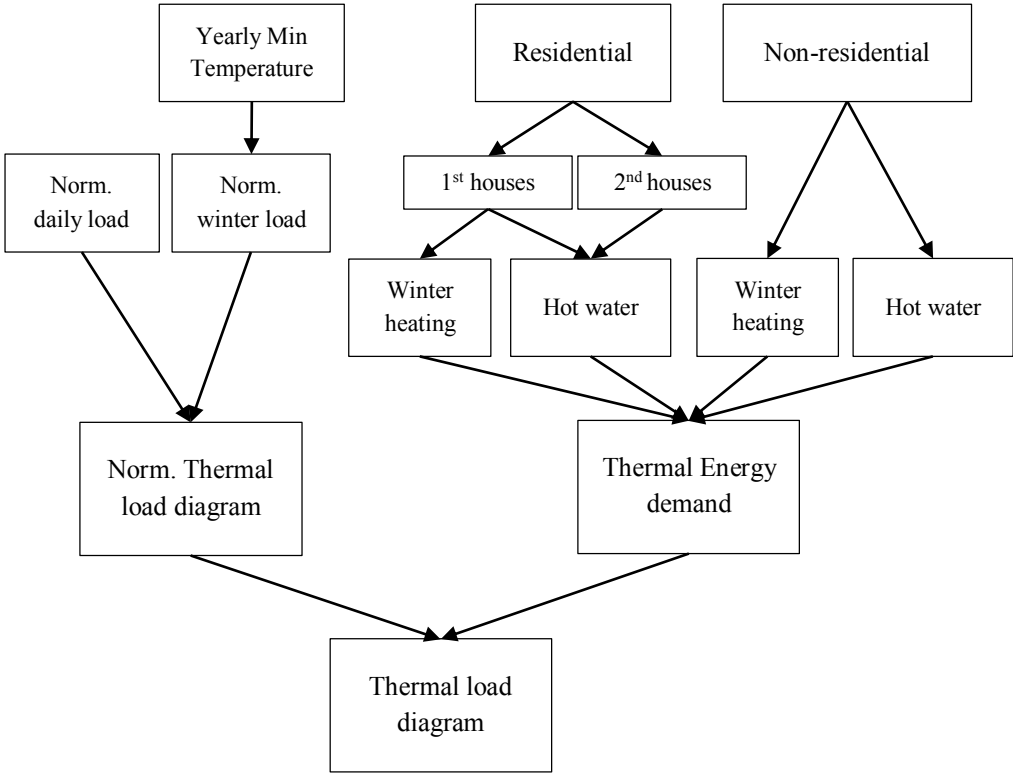 Yearly Min
Temperature
Residential
Non-residential
Norm.
daily load
Norm.
winter load
1st houses
2nd houses
Winter
heating
Hot water
Winter
heating
Hot water
Norm. Thermal
load diagram
Thermal Energy
demand
Thermal load
diagram